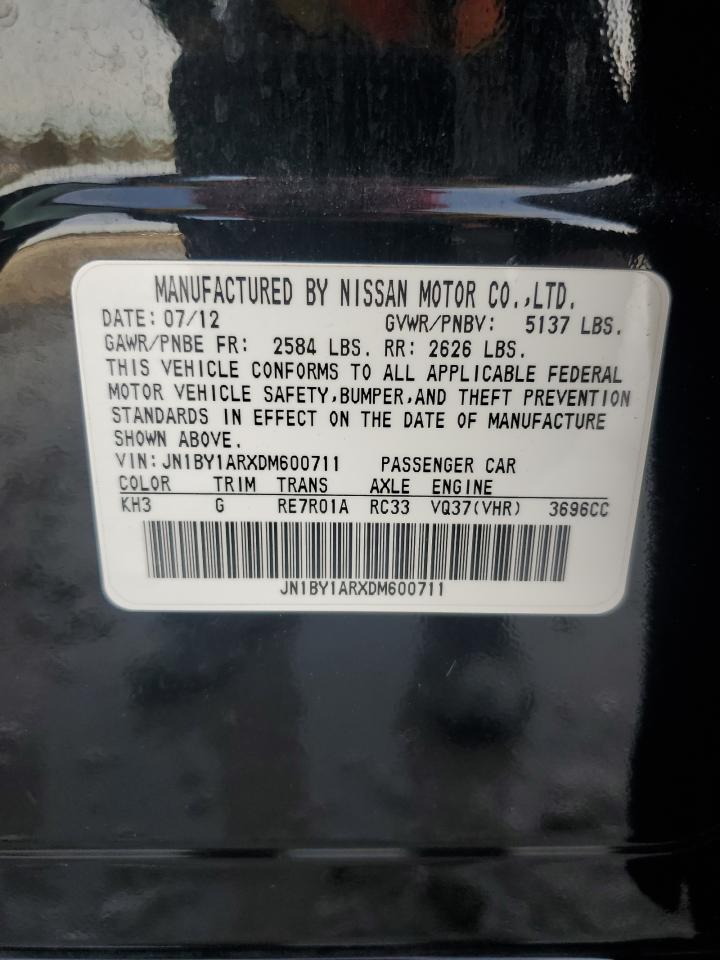 MANUFACTURED BY NISSAN MOTOR CO.,LTD.
DATE: 07/12 GVWR/PNBV: 5137 LBS.
GAWR/PNBE FR: 2584 LBS. RR: 2626 LBS.
THIS VEHICLE CONFORMS TO ALL APPLICABLE FEDERAL
MOTOR VEHICLE SAFETY,BUMPER,AND THEFT PREVENTION
STANDARDS IN EFFECT ON THE DATE OF MANUFACTURE
SHOWN ABOVE.
VIN: JN1BY1ARXDM600711 PASSENGER CAR
COLOR TRIM TRANS AXLE ENGINE
KH3 G RE7R01A RC33 VQ37(VHR) 3696CC
JN1BY1ARXDM600711